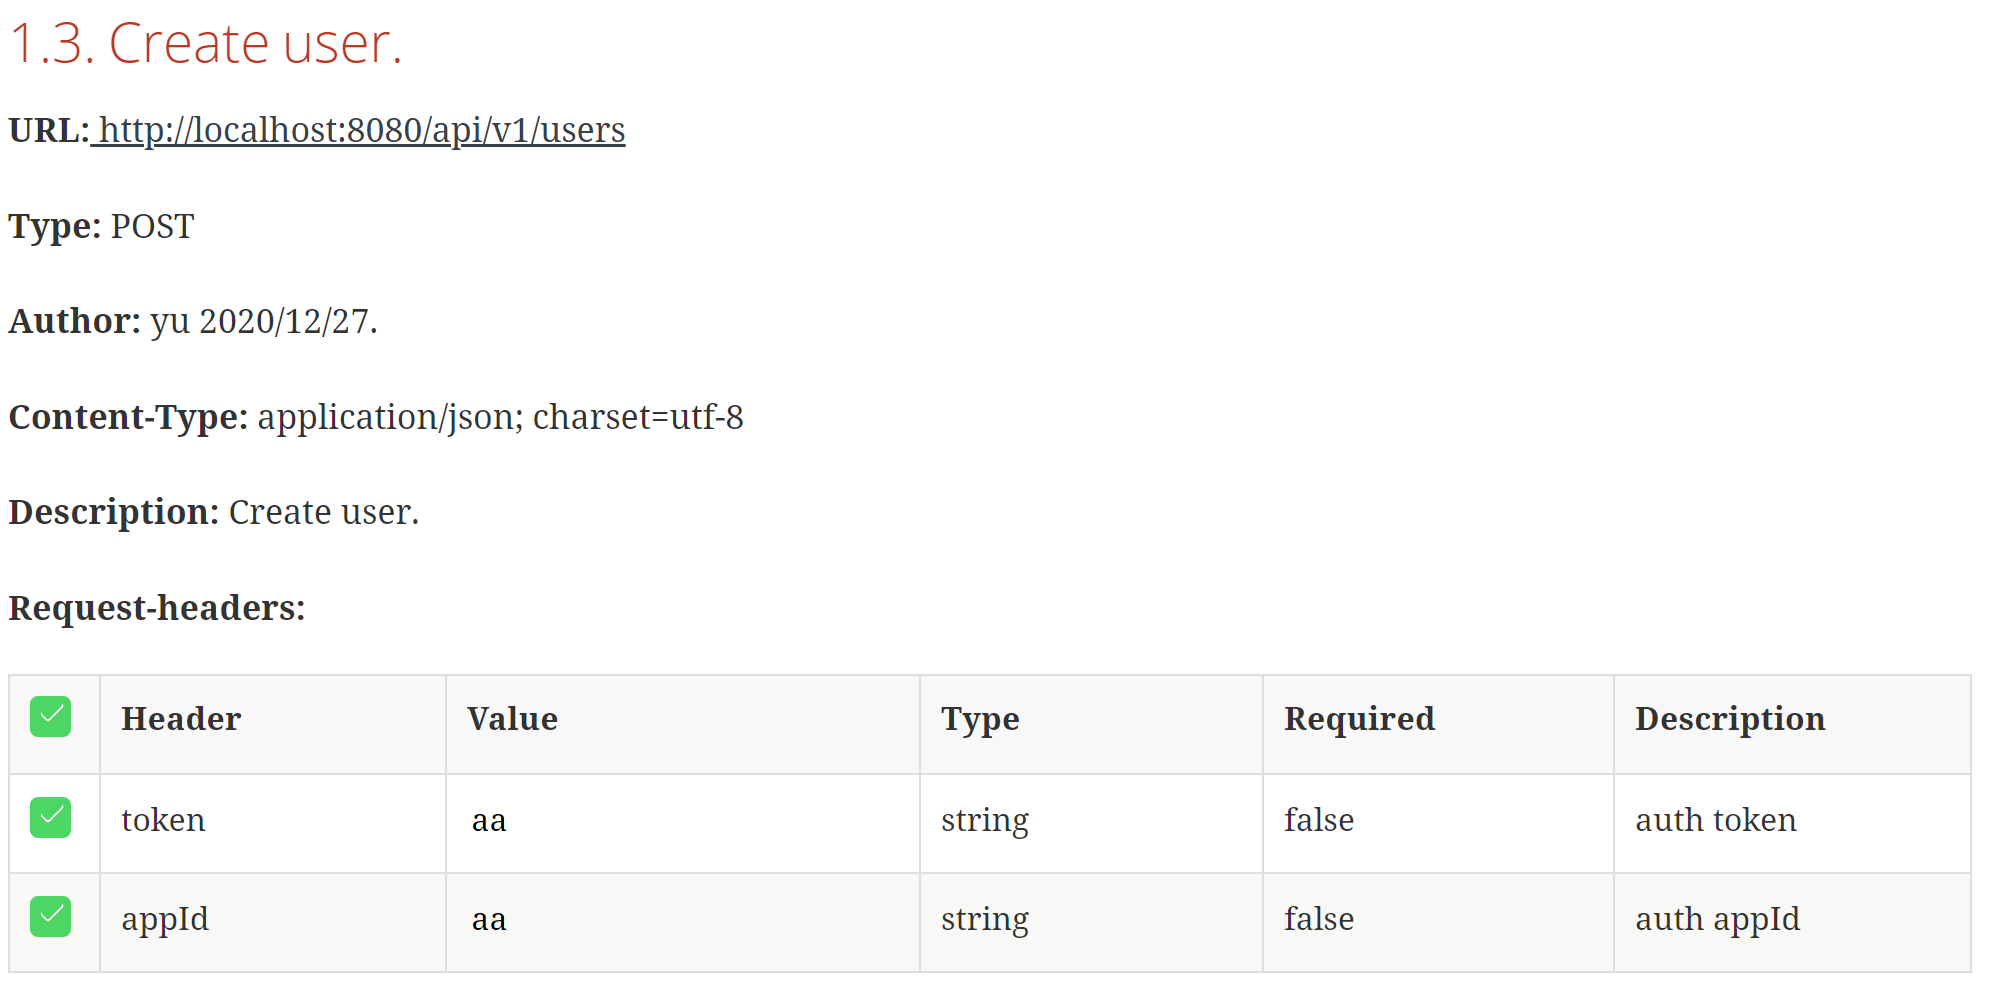 1.3. Create user.
URL: http://localhost:8080/api/v1/users
Type: POST
Author: yu 2020/12/27.
Content-Type: application/json; charset=utf-8
Description: Create user.
Request-headers:
Header Value Type Required Description
token aa string false auth token
appId aa string false auth appId